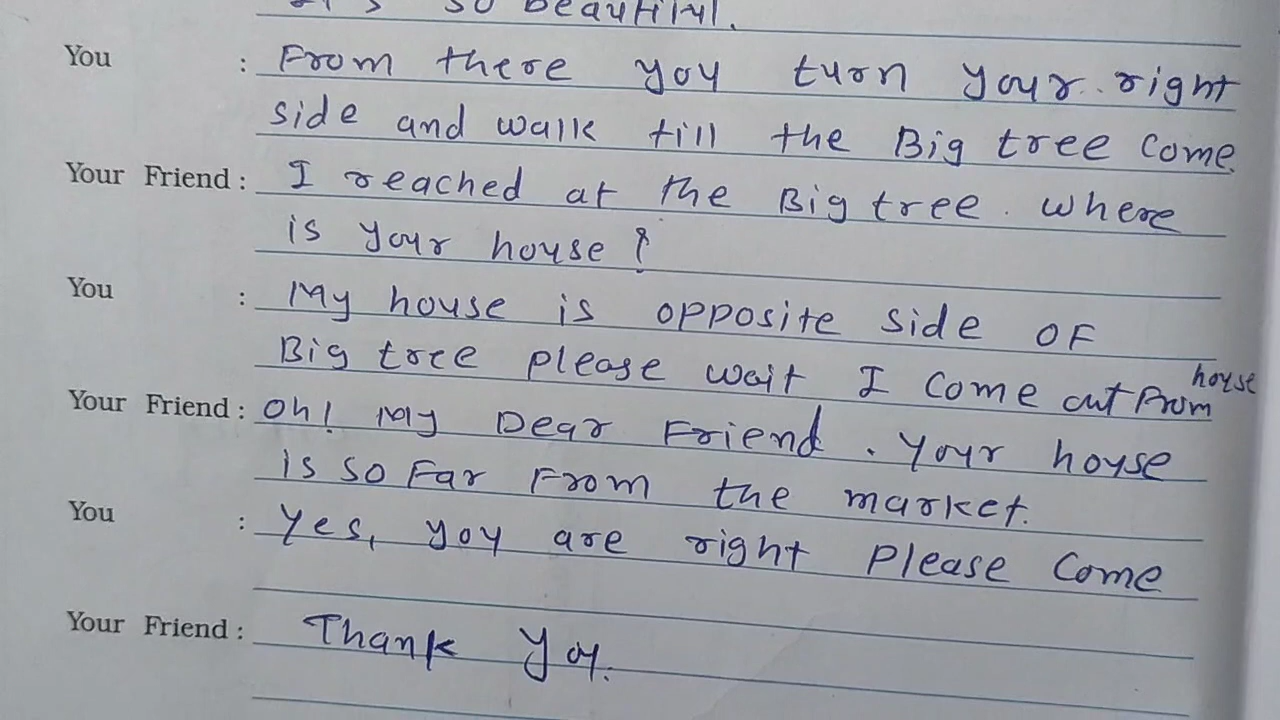 It's so beautiful.
You : From there you turn your right
side and walk till the Big tree come.
Your Friend : I reached at the Big tree. where
is your house?
You : My house is opposite side of
Big tree please wait I come out from house
Your Friend : Oh! My Dear Friend. Your house
is so Far From the market.
You : Yes, you are right please come
Your Friend : Thank You.